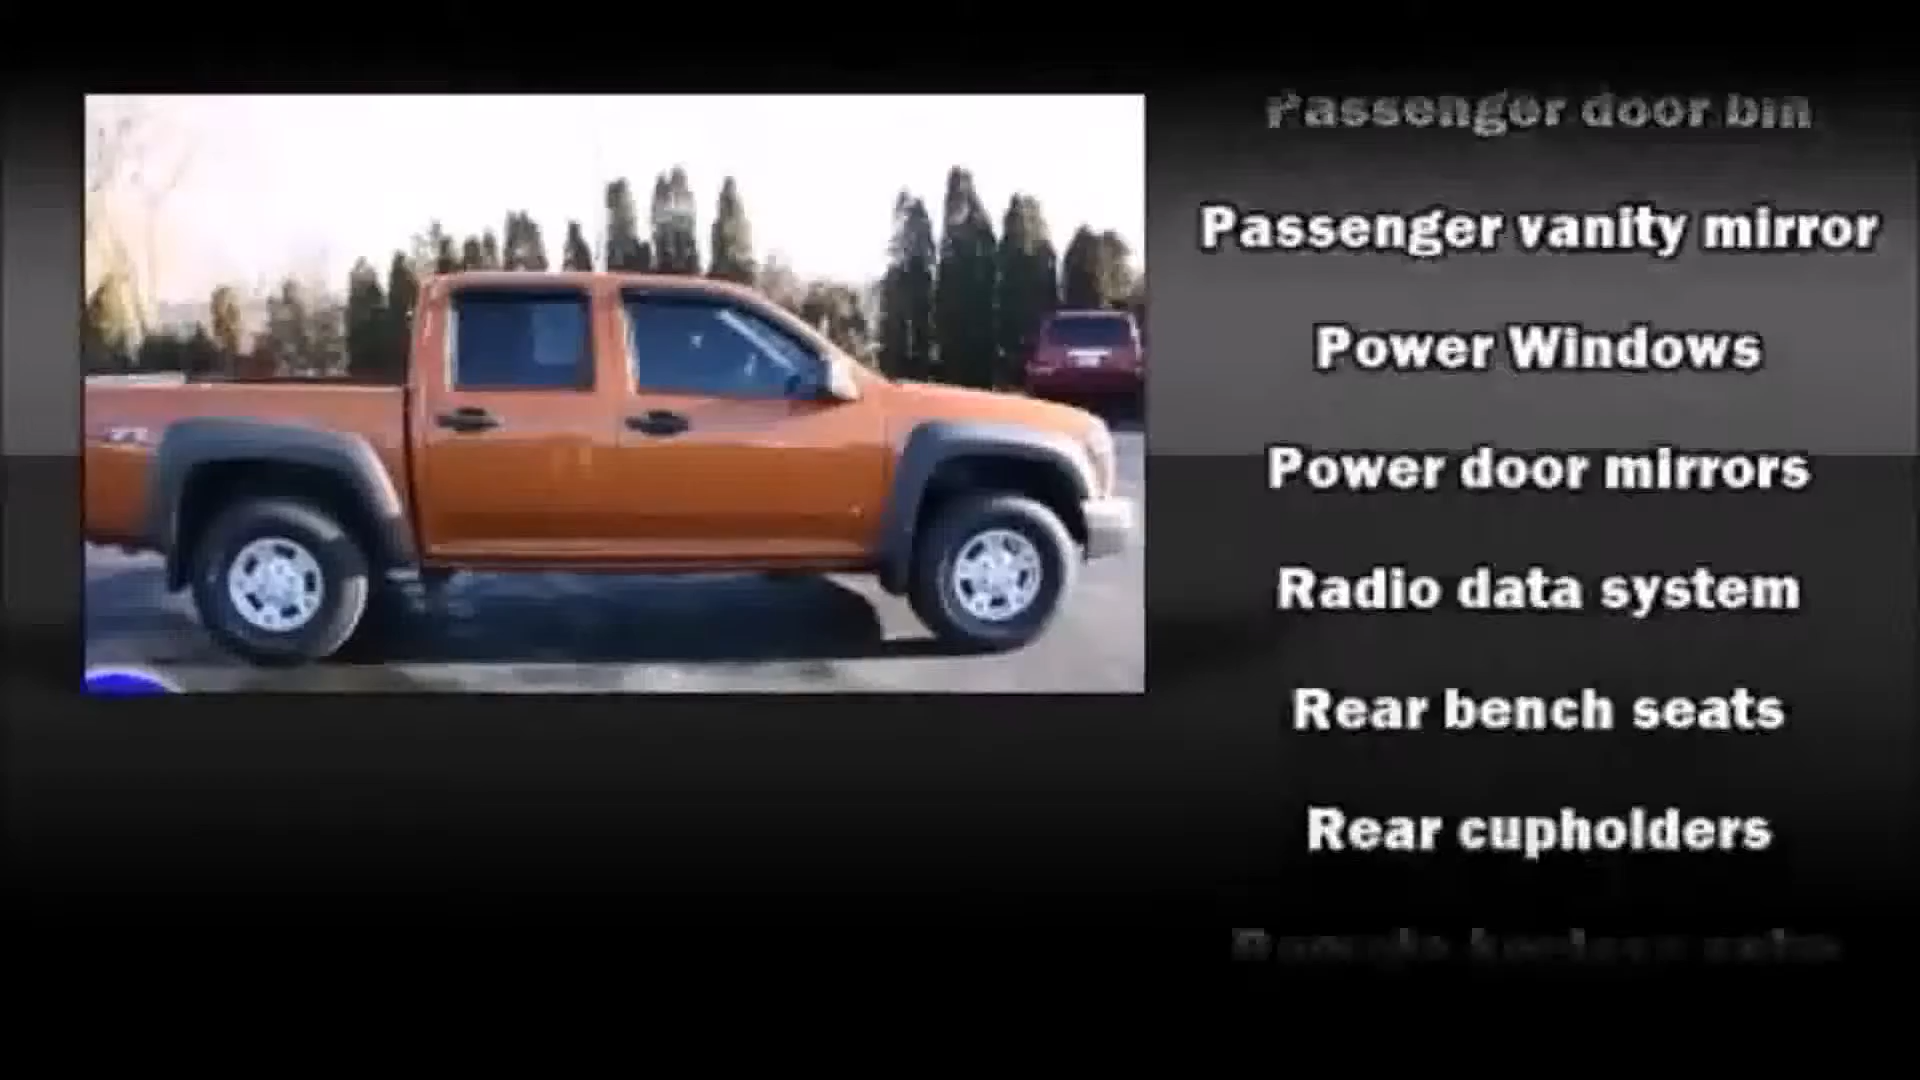 Passenger door bin
Passenger vanity mirror
Power Windows
Power door mirrors
Radio data system
Rear bench seats
Rear cupholders